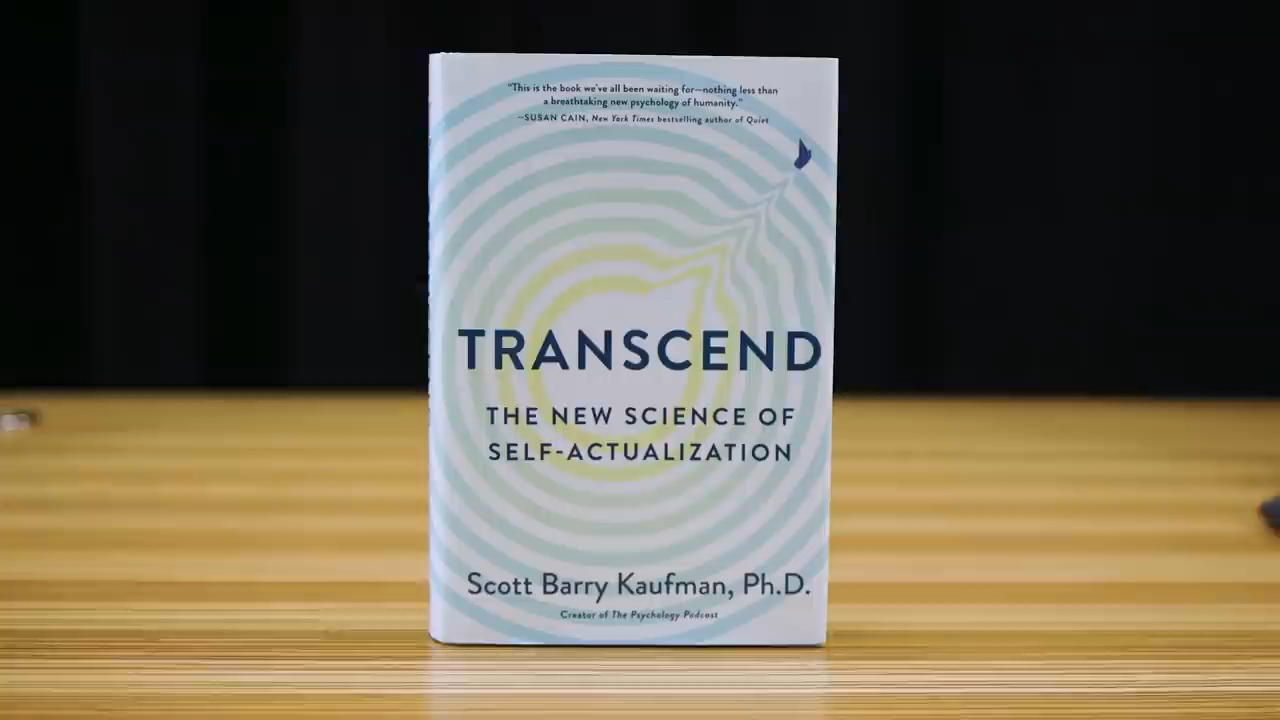 “This is the book we’ve all been waiting for—nothing less than
a breathtaking new psychology of humanity.”
—SUSAN CAIN, New York Times bestselling author of Quiet
TRANSCEND
THE NEW SCIENCE OF
SELF-ACTUALIZATION
Scott Barry Kaufman, Ph.D.
Creator of The Psychology Podcast